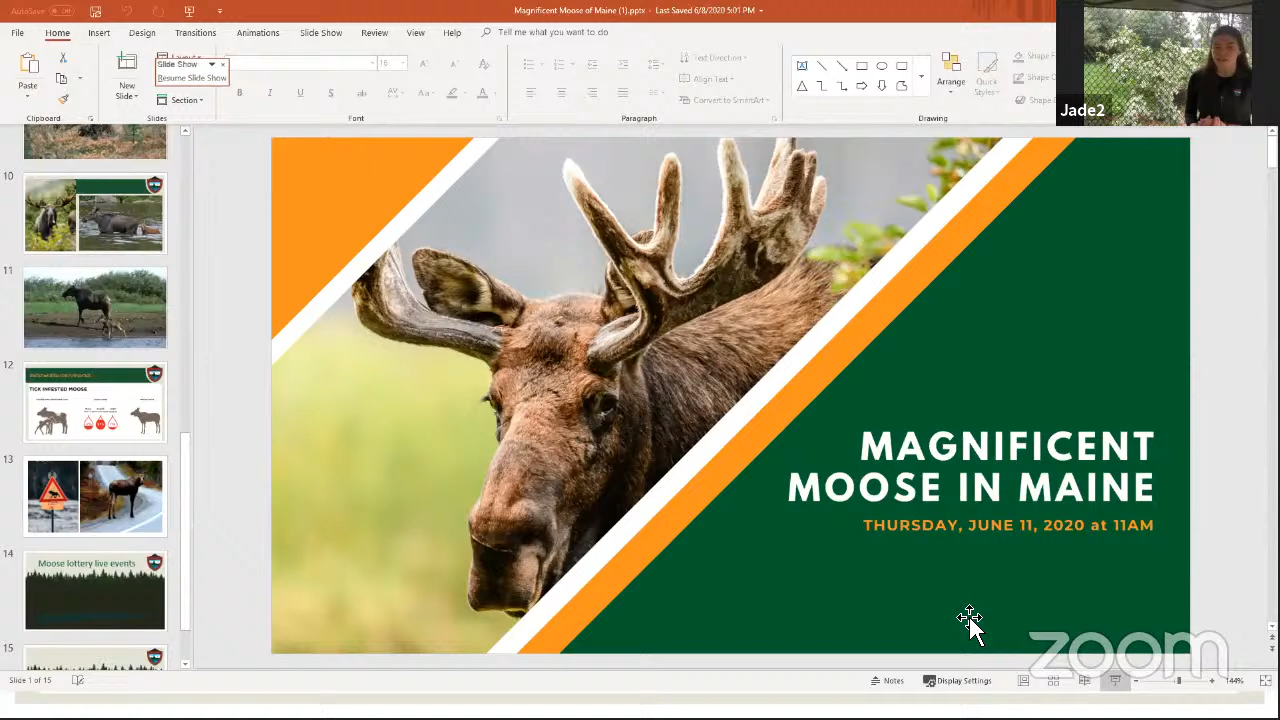 AutoSave
Off
Magnificent Moose of Maine (1).pptx - Last Saved 6/8/2020 5:01 PM
File
Home
Insert
Design
Transitions
Animations
Slide Show
Review
View
Help
Tell me what you want to do
Paste
Clipboard
New
Slide
Slide Show
Resume Slide Show
Section
Slides
16
Font
Text Direction
Align Text
Convert to SmartArt
Paragraph
Arrange
Quick
Styles
Drawing
Jade2
10
11
12
TICK INFESTED MOOSE
13
14
Moose lottery live events
15
MAGNIFICENT
MOOSE IN MAINE
THURSDAY, JUNE 11, 2020 at 11AM
zoom
Slide 1 of 15
Notes
Display Settings
144%